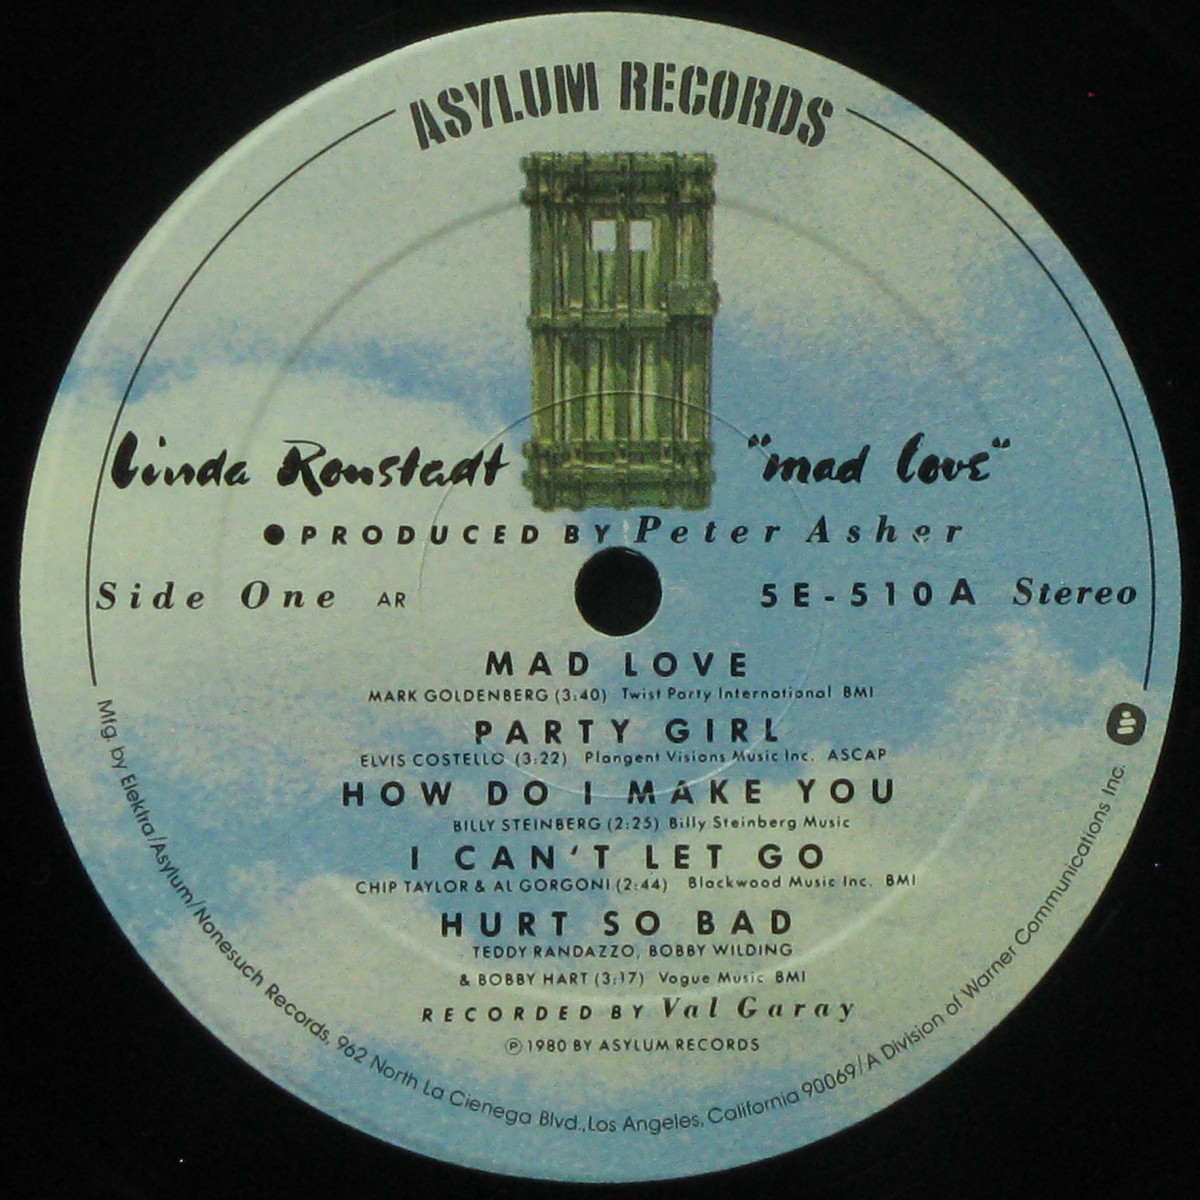 ASYLUM RECORDS
Linda Ronstadt "mad love"
●PRODUCED BY Peter Asher
Side One AR 5E-510A Stereo
MAD LOVE
MARK GOLDENBERG (3:40) Twist Party International BMI
PARTY GIRL
ELVIS COSTELLO (3:22) Plangent Visions Music Inc. ASCAP
HOW DO I MAKE YOU
BILLY STEINBERG (2:25) Billy Steinberg Music
I CAN'T LET GO
CHIP TAYLOR & AL GORGONI (2:44) Blackwood Music Inc. BMI
HURT SO BAD
TEDDY RANDAZZO, BOBBY WILDING
& BOBBY HART (3:17) Vogue Music BMI
RECORDED BY Val Garay
℗ 1980 BY ASYLUM RECORDS
Mfg. by Elektra/Asylum/Nonesuch Records, 962 North La Cienega Blvd., Los Angeles, California 90069/A Division of Warner Communications Inc.